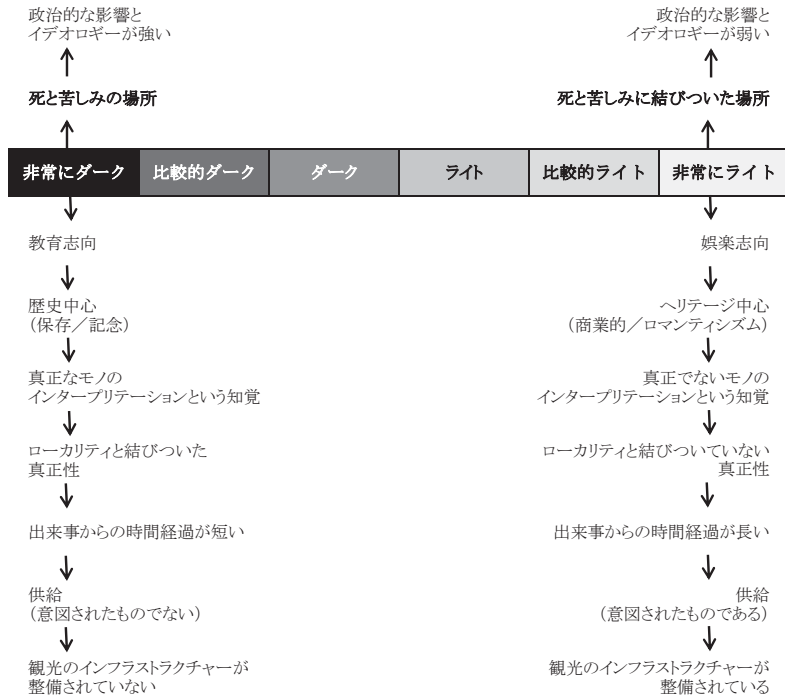 政治的な影響と
イデオロギーが強い
政治的な影響と
イデオロギーが弱い
死と苦しみの場所
死と苦しみに結びついた場所
非常にダーク 比較的ダーク ダーク ライト 比較的ライト 非常にライト
教育志向
娯楽志向
歴史中心
（保存／記念）
ヘリテージ中心
（商業的／ロマンティシズム）
真正なモノの
インタープリテーションという知覚
真正でないモノの
インタープリテーションという知覚
ローカリティと結びついた
真正性
ローカリティと結びついていない
真正性
出来事からの時間経過が短い
出来事からの時間経過が長い
供給
（意図されたものでない）
供給
（意図されたものである）
観光のインフラストラクチャーが
整備されていない
観光のインフラストラクチャーが
整備されている